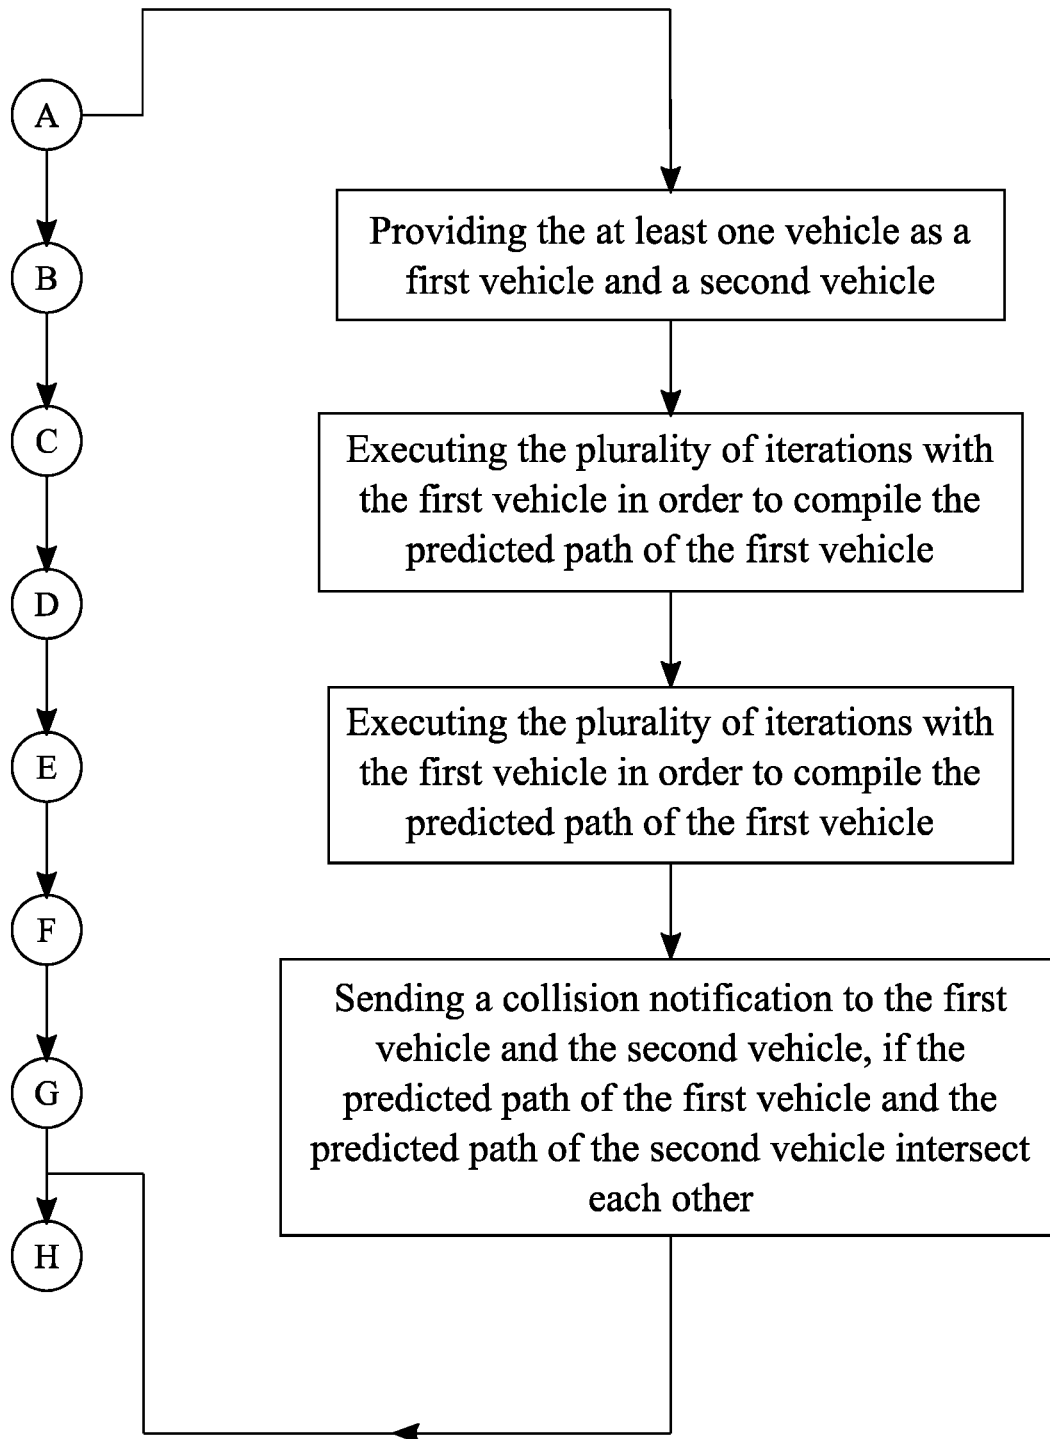 A
B
C
D
E
F
G
H
Providing the at least one vehicle as a
first vehicle and a second vehicle
Executing the plurality of iterations with
the first vehicle in order to compile the
predicted path of the first vehicle
Executing the plurality of iterations with
the first vehicle in order to compile the
predicted path of the first vehicle
Sending a collision notification to the first
vehicle and the second vehicle, if the
predicted path of the first vehicle and the
predicted path of the second vehicle intersect
each other